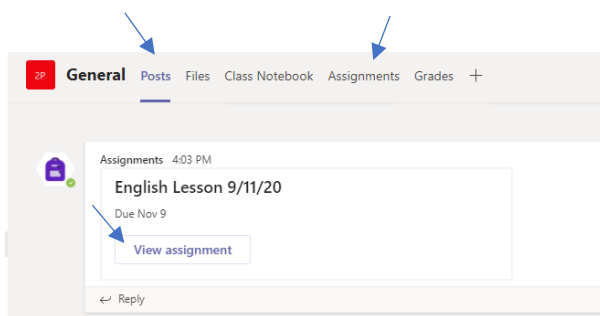 2P General Posts Files Class Notebook Assignments Grades +
Assignments 4:03 PM
English Lesson 9/11/20
Due Nov 9
View assignment
Reply